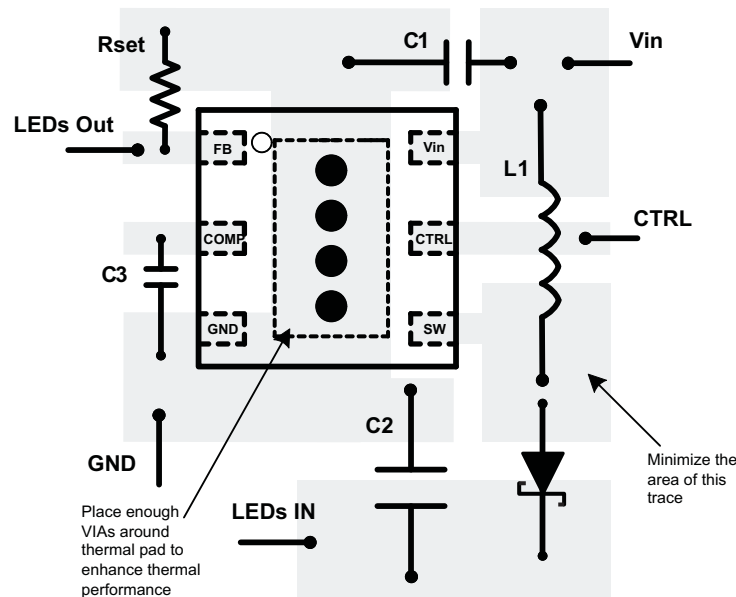 Rset
C1
Vin
LEDs Out
FB
Vin
L1
COMP
CTRL
CTRL
C3
GND
SW
C2
GND
Minimize the
area of this
trace
Place enough
VIAs around
thermal pad to
enhance thermal
performance
LEDs IN